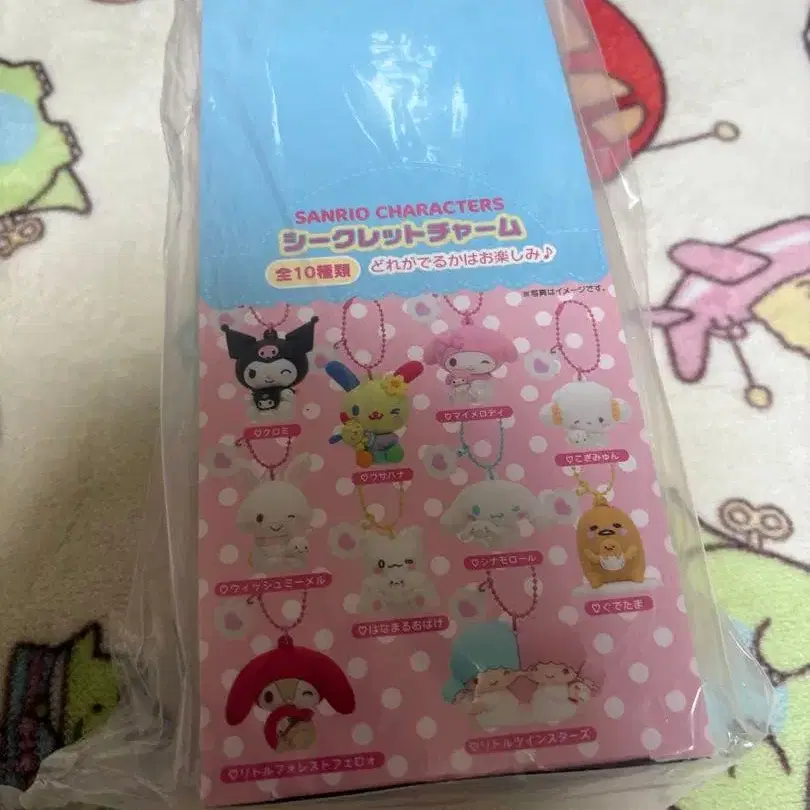 SANRIO CHARACTERS
シークレットチャーム
全10種類 どれがでるかはお楽しみ♪
※写真はイメージです。
♡クロミ
♡ウサハナ
♡マイメロディ
♡こぎみゅん
♡ウィッシュミーメル
♡はなまるおばけ
♡シナモロール
♡ぐでたま
♡リトルフォレストフェロォ
♡リトルツインスターズ